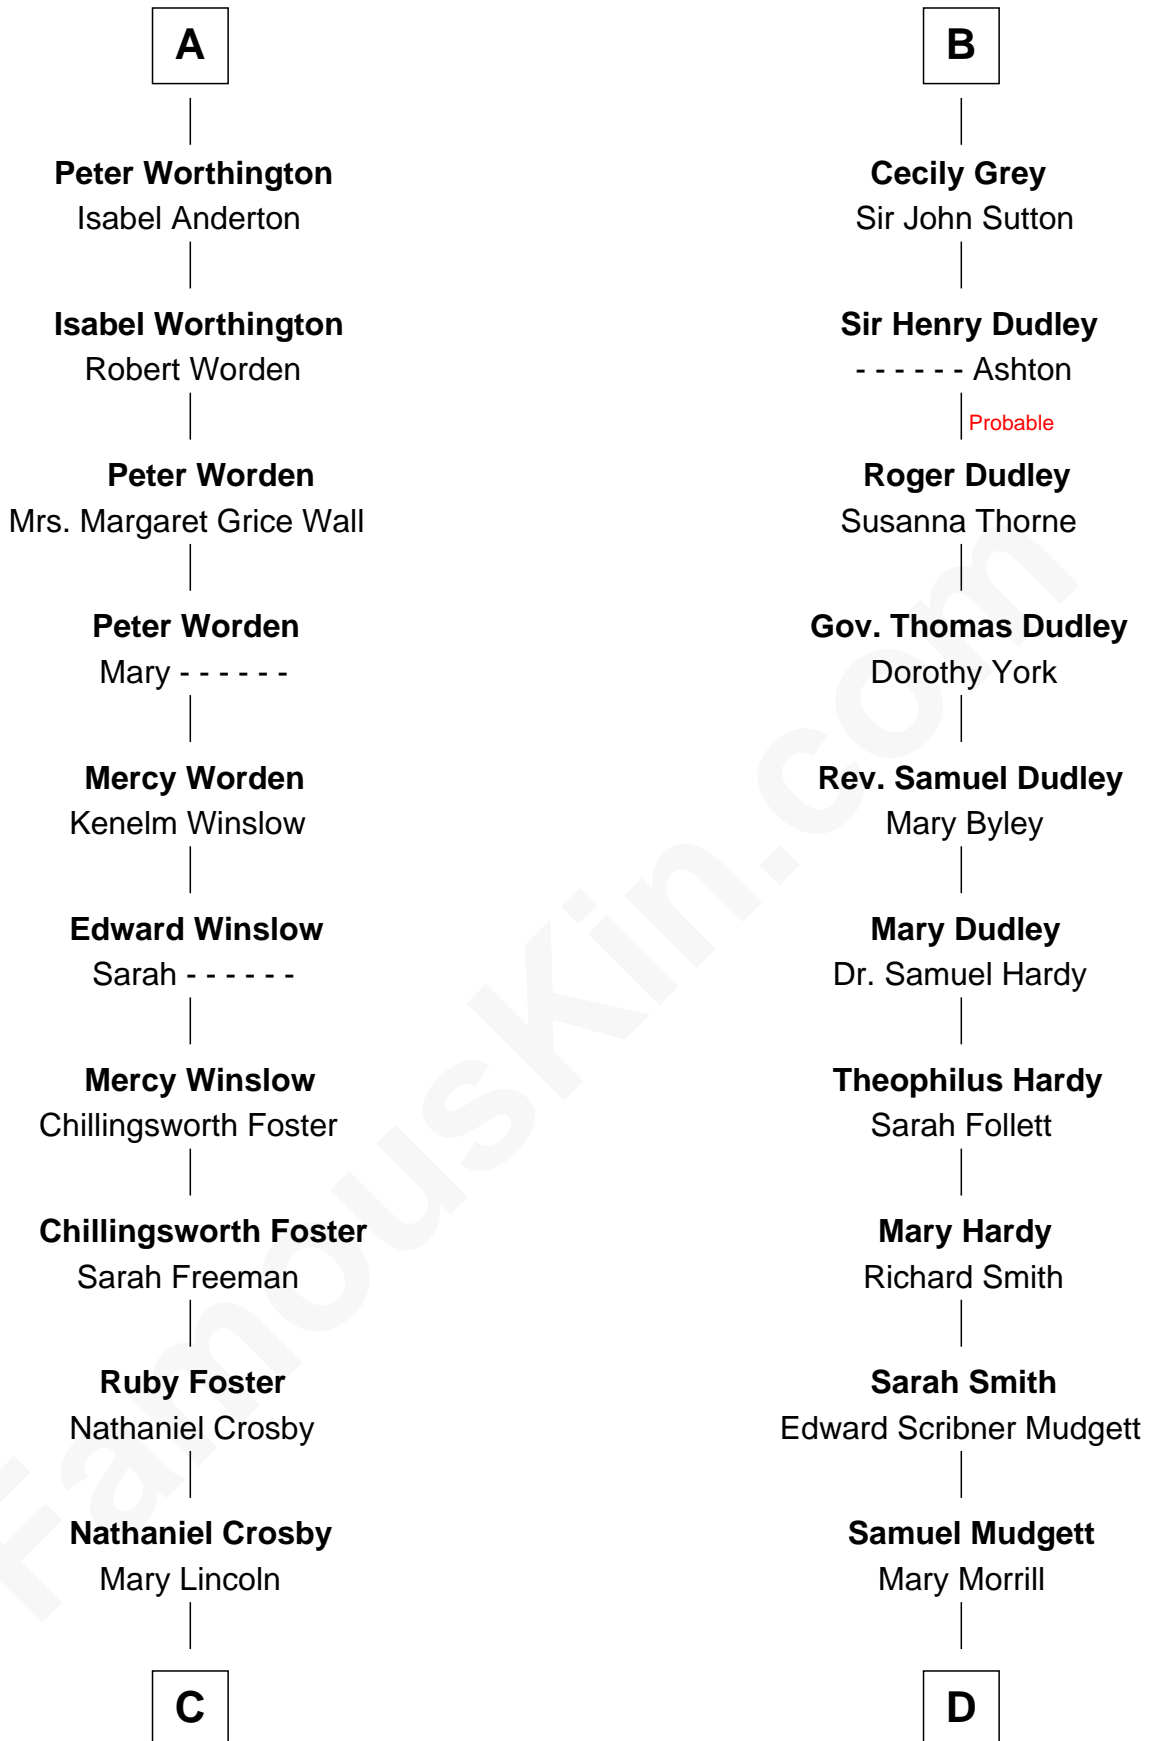 A
Peter Worthington
Isabel Anderton
Isabel Worthington
Robert Worden
Peter Worden
Mrs. Margaret Grice Wall
Peter Worden
Mary - - - - - -
Mercy Worden
Kenelm Winslow
Edward Winslow
Sarah - - - - - -
Mercy Winslow
Chillingsworth Foster
Chillingsworth Foster
Sarah Freeman
Ruby Foster
Nathaniel Crosby
Nathaniel Crosby
Mary Lincoln
C
B
Cecily Grey
Sir John Sutton
Sir Henry Dudley
- - - - - - Ashton
Probable
Roger Dudley
Susanna Thorne
Gov. Thomas Dudley
Dorothy York
Rev. Samuel Dudley
Mary Byley
Mary Dudley
Dr. Samuel Hardy
Theophilus Hardy
Sarah Follett
Mary Hardy
Richard Smith
Sarah Smith
Edward Scribner Mudgett
Samuel Mudgett
Mary Morrill
D
FamousKin.com